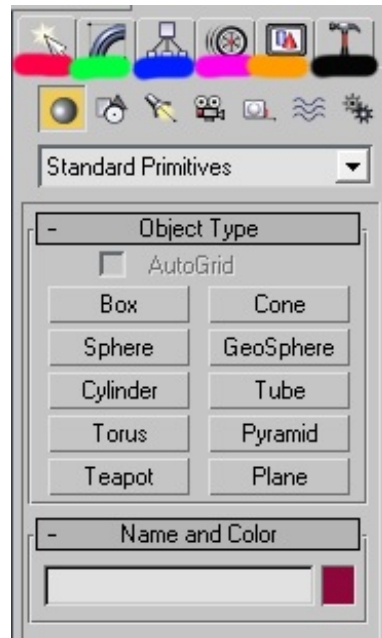 Standard Primitives
- Object Type
AutoGrid
Box Cone
Sphere GeoSphere
Cylinder Tube
Torus Pyramid
Teapot Plane
- Name and Color